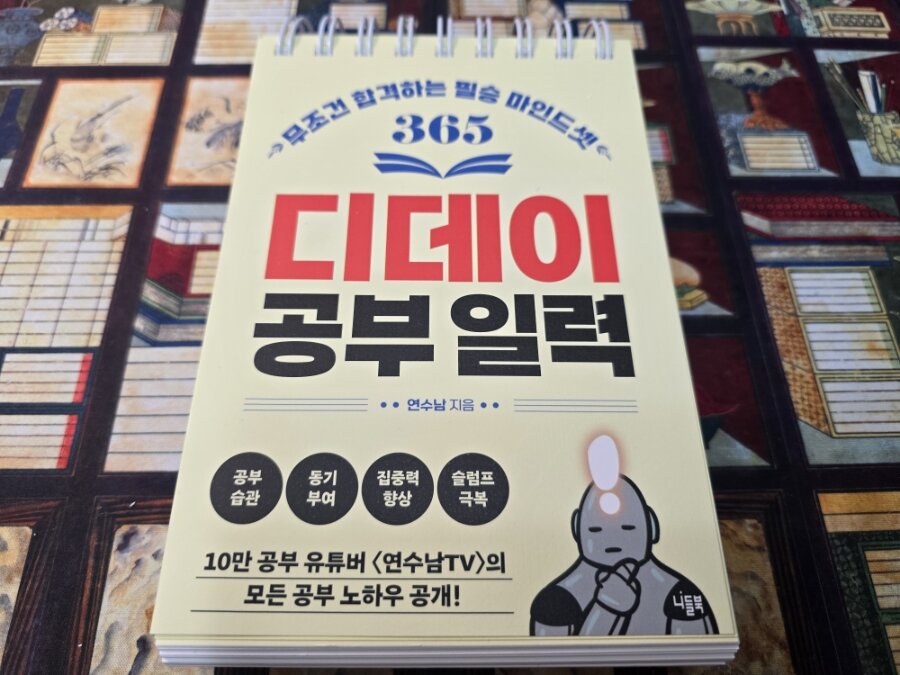 무조건 합격하는 필승 마인드셋
365
디데이
공부 일력
연수남 지음
공부 습관
동기 부여
집중력 향상
슬럼프 극복
10만 공부 유튜버 〈연수남TV〉의
모든 공부 노하우 공개!
나들북